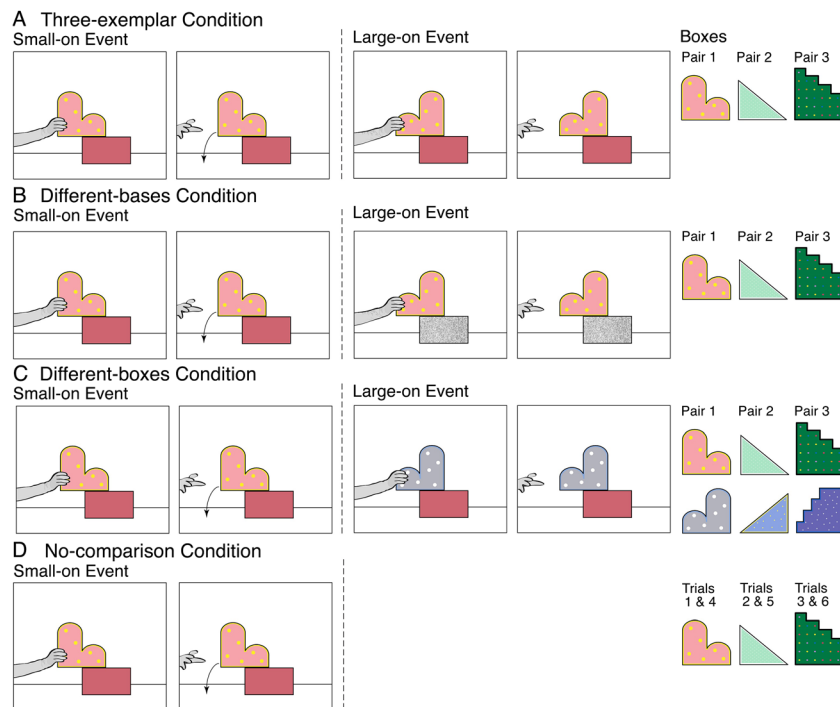 A Three-exemplar Condition
Small-on Event
Large-on Event
Boxes
Pair 1 Pair 2 Pair 3
B Different-bases Condition
Small-on Event
Large-on Event
Pair 1 Pair 2 Pair 3
C Different-boxes Condition
Small-on Event
Large-on Event
Pair 1 Pair 2 Pair 3
D No-comparison Condition
Small-on Event
Trials Trials Trials
1 & 4 2 & 5 3 & 6